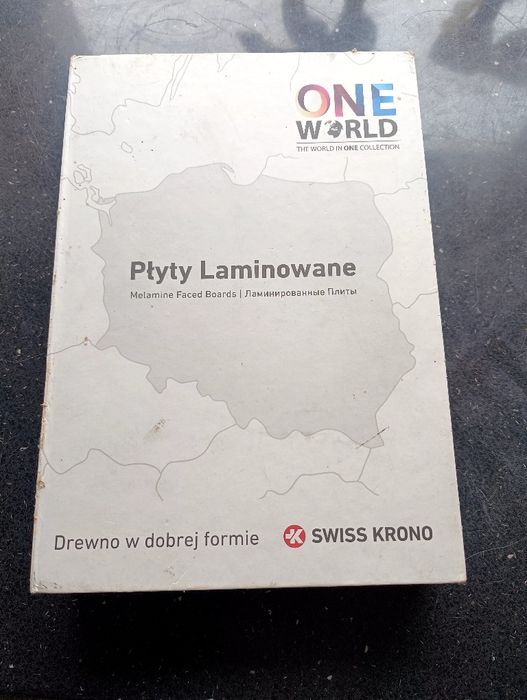 ONE
WORLD
THE WORLD IN ONE COLLECTION
Płyty Laminowane
Melamine Faced Boards | Ламинированные Плиты
Drewno w dobrej formie
SWISS KRONO